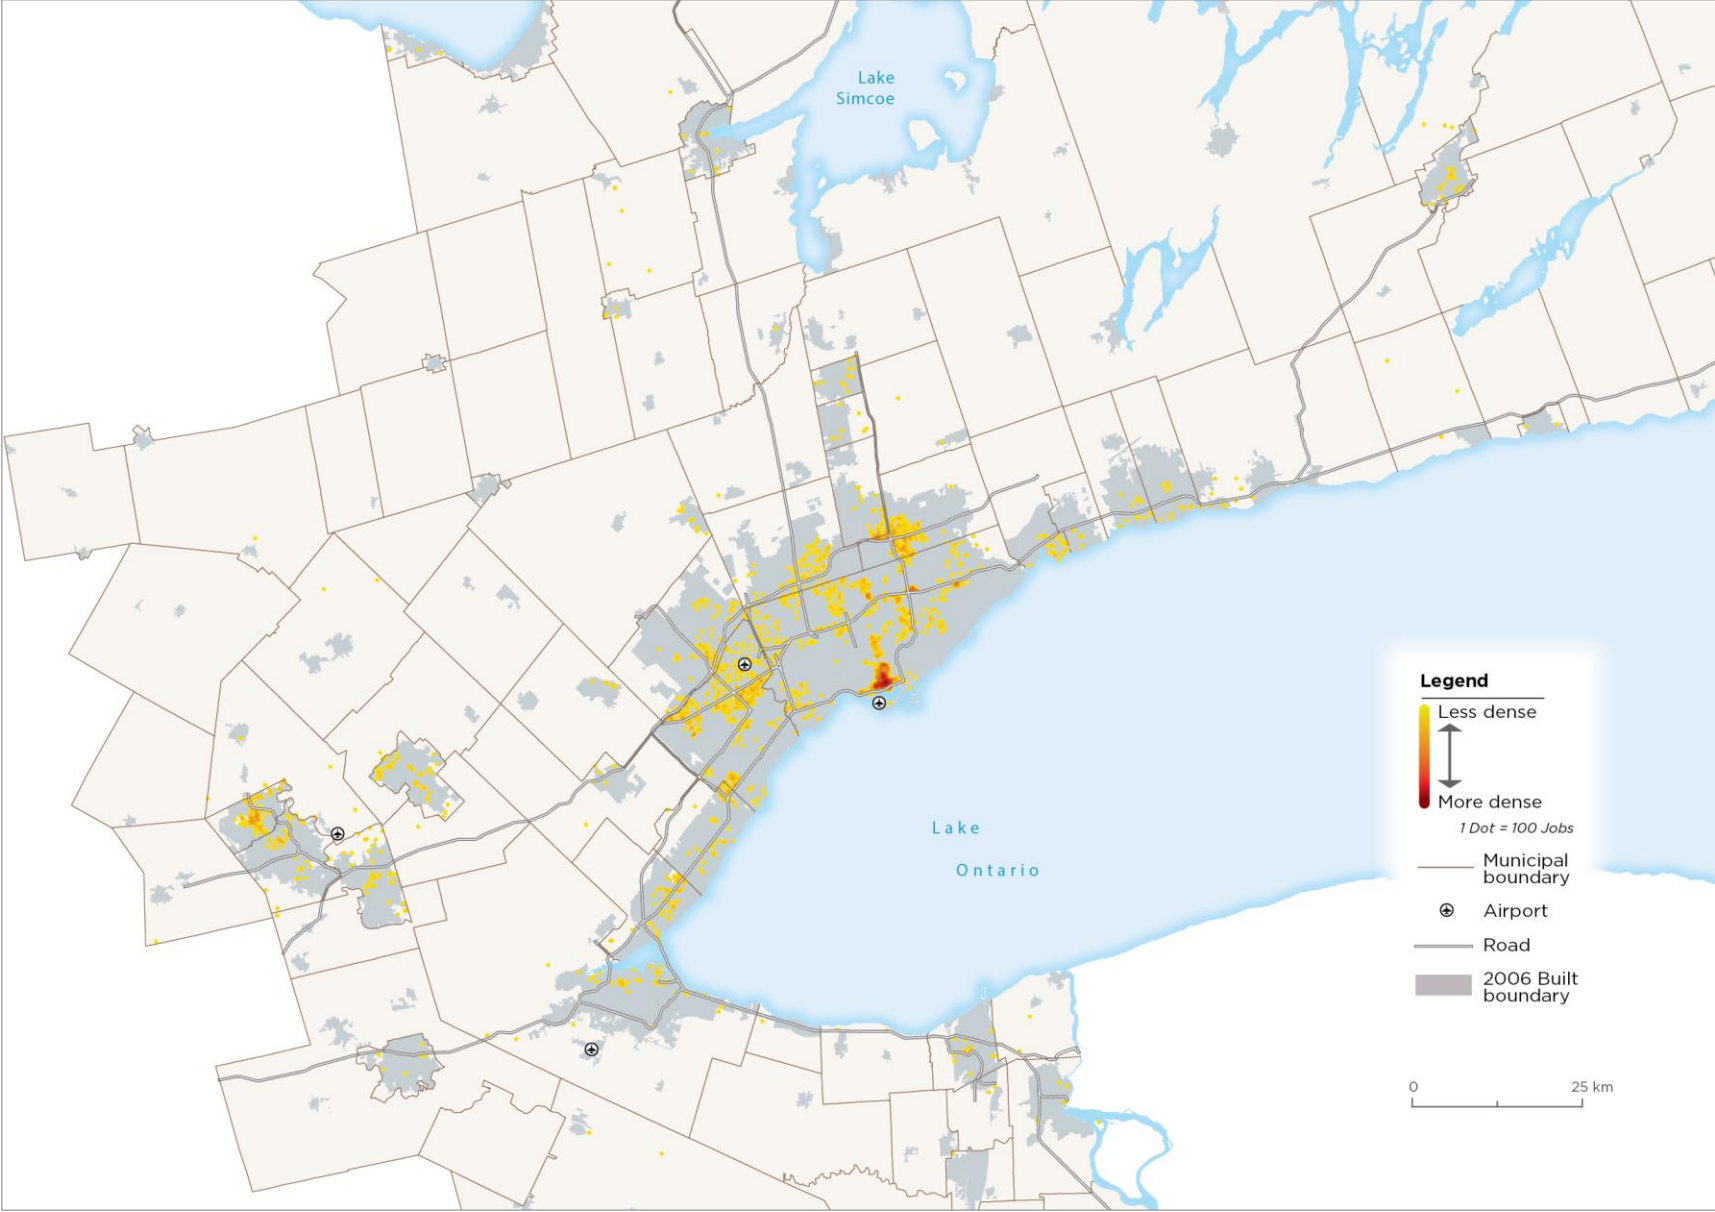 Lake
Simcoe
Lake
Ontario
Legend
Less dense
More dense
1 Dot = 100 Jobs
Municipal
boundary
Airport
Road
2006 Built
boundary
0 25 km